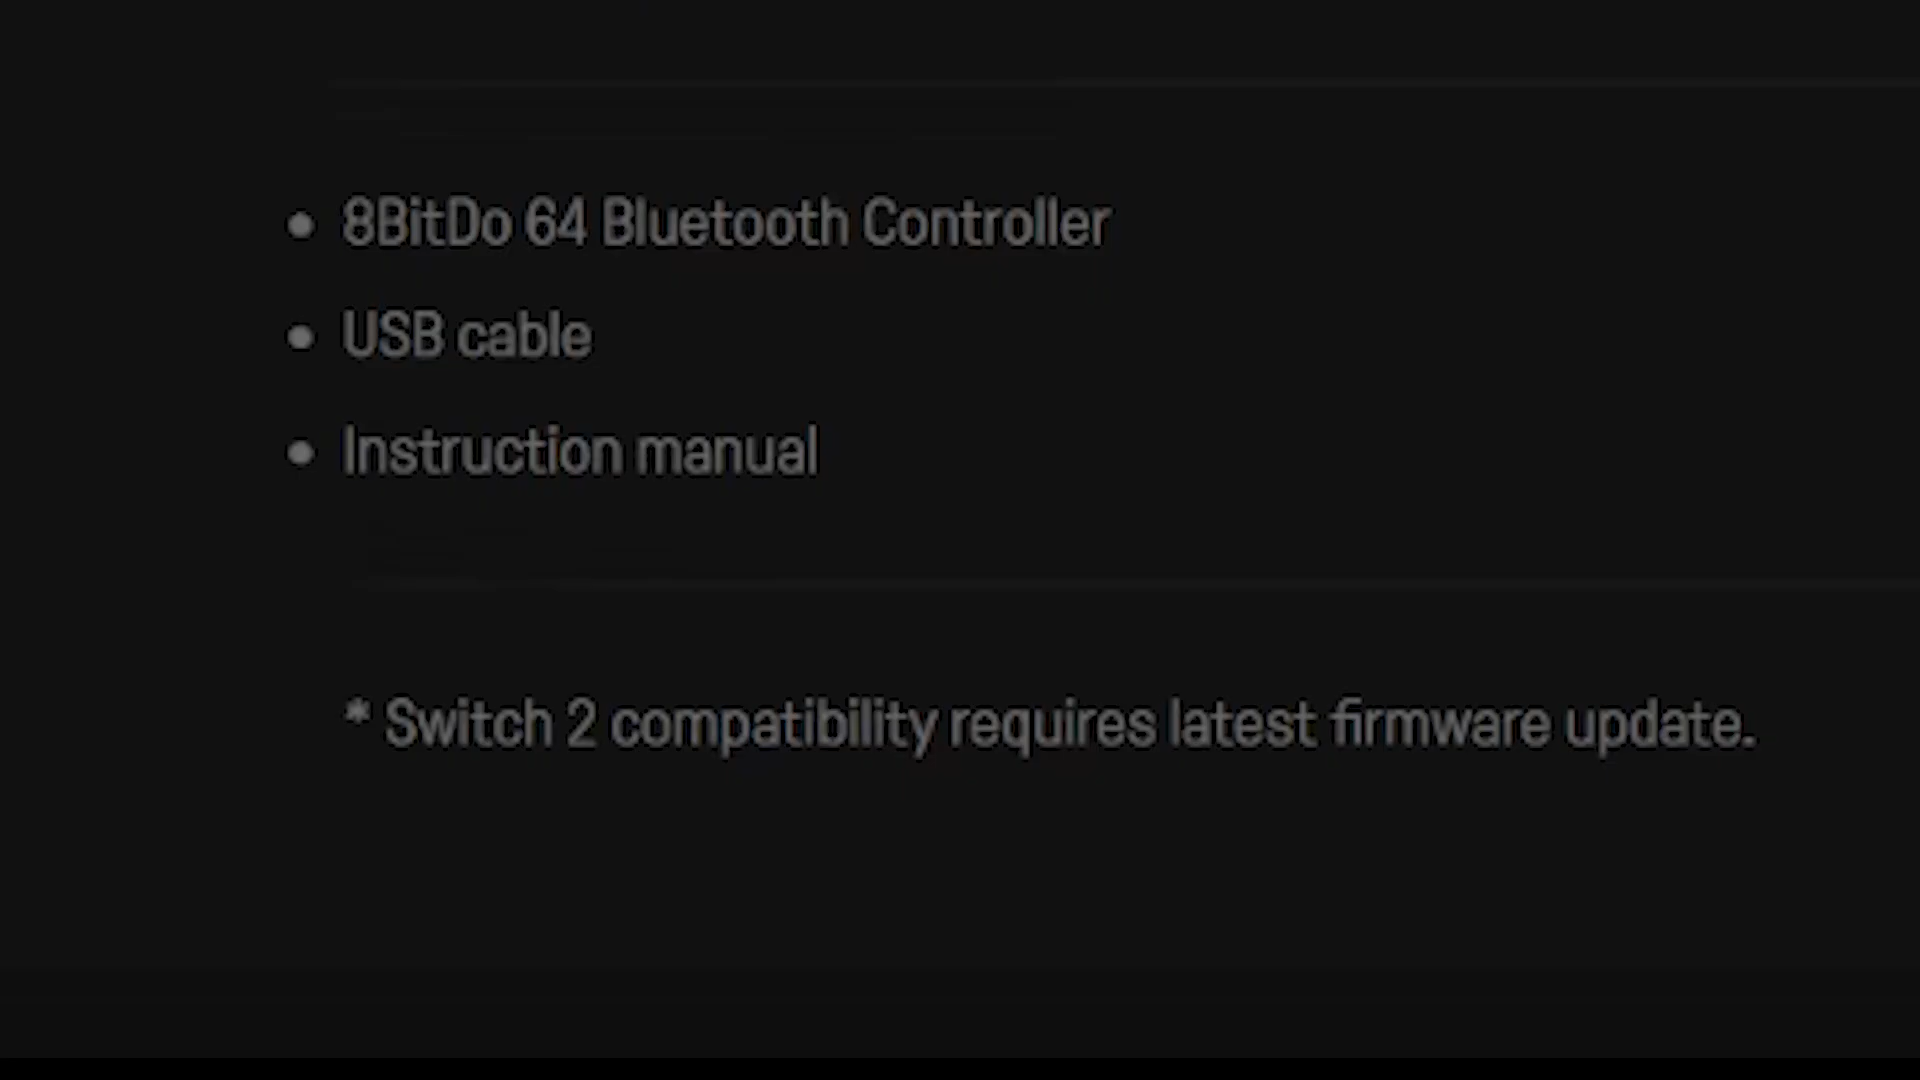 • 8BitDo 64 Bluetooth Controller
• USB cable
• Instruction manual
* Switch 2 compatibility requires latest firmware update.